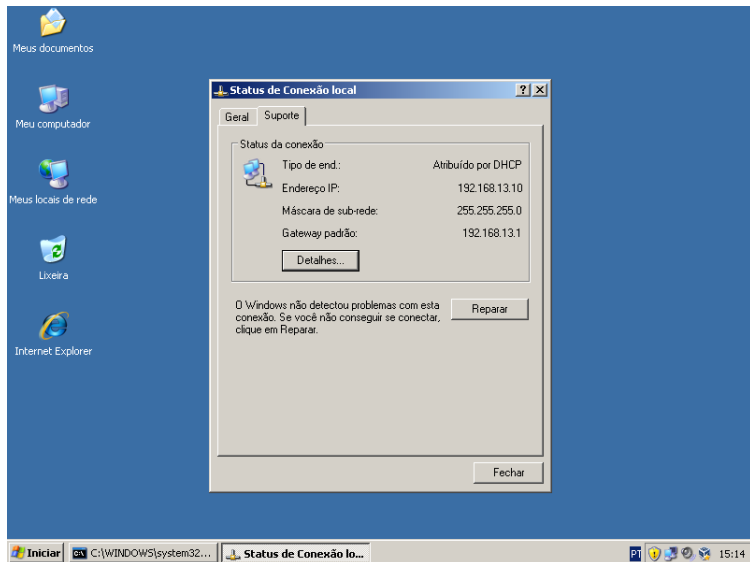 Meus documentos
Meu computador
Meus locais de rede
Lixeira
Internet Explorer
Status de Conexão local
Geral Suporte
Status da conexão
Tipo de end.: Atribuído por DHCP
Endereço IP: 192.168.13.10
Máscara de sub-rede: 255.255.255.0
Gateway padrão: 192.168.13.1
Detalhes...
O Windows não detectou problemas com esta
conexão. Se você não conseguir se conectar,
clique em Reparar.
Reparar
Fechar
Iniciar C:\WINDOWS\system32... Status de Conexão lo... PT 15:14